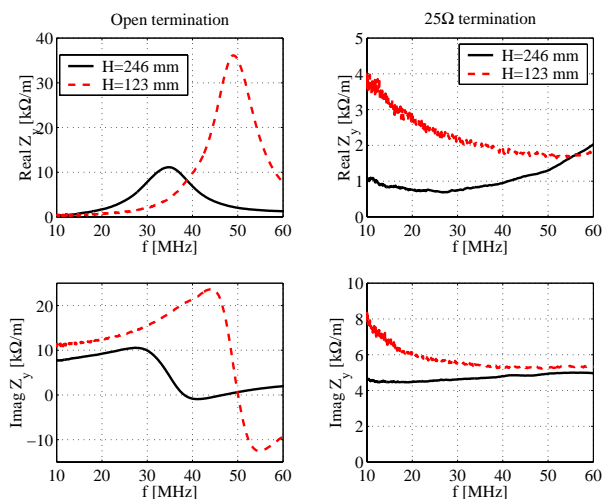 Open termination
40
30
20
10
0
Real Z_y [kΩ/m]
H=246 mm
H=123 mm
10 20 30 40 50 60
f [MHz]
25Ω termination
5
4
3
2
1
0
Real Z_y [kΩ/m]
H=246 mm
H=123 mm
10 20 30 40 50 60
f [MHz]
20
10
0
−10
Imag Z_y [kΩ/m]
10 20 30 40 50 60
f [MHz]
10
8
6
4
2
0
Imag Z_y [kΩ/m]
10 20 30 40 50 60
f [MHz]